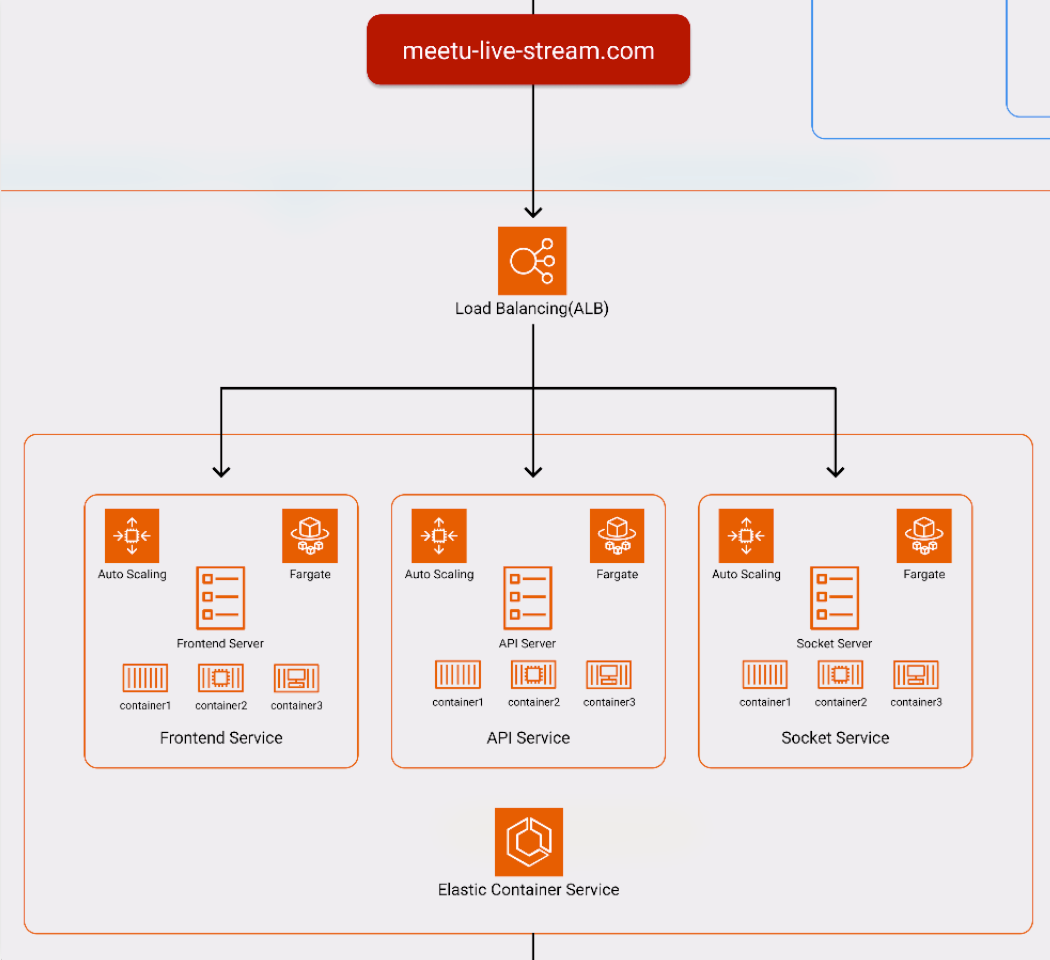 meetu-live-stream.com
Load Balancing(ALB)
Auto Scaling
Fargate
Frontend Server
container1
container2
container3
Frontend Service
Auto Scaling
Fargate
API Server
container1
container2
container3
API Service
Auto Scaling
Fargate
Socket Server
container1
container2
container3
Socket Service
Elastic Container Service